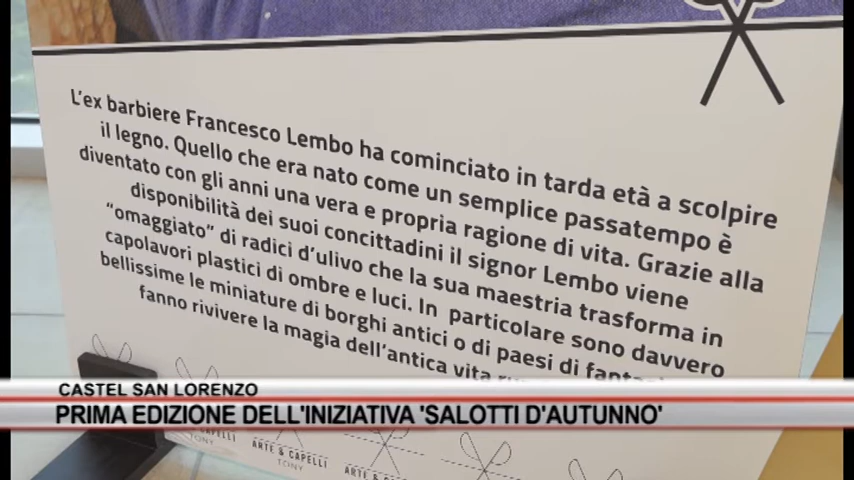 L'ex barbiere Francesco Lembo ha cominciato in tarda età a scolpire
il legno. Quello che era nato come un semplice passatempo è
diventato con gli anni una vera e propria ragione di vita. Grazie alla
disponibilità dei suoi concittadini il signor Lembo viene
"omaggiato" di radici d'ulivo che la sua maestria trasforma in
capolavori plastici di ombre e luci. In particolare sono davvero
bellissime le miniature di borghi antici o di paesi di
fanno rivivere la magia dell'antica vita
CASTEL SAN LORENZO
PRIMA EDIZIONE DELL'INIZIATIVA 'SALOTTI D'AUTUNNO'
CAPELLI
TONY
ARTE & CAPELLI
TONY
ARTE &